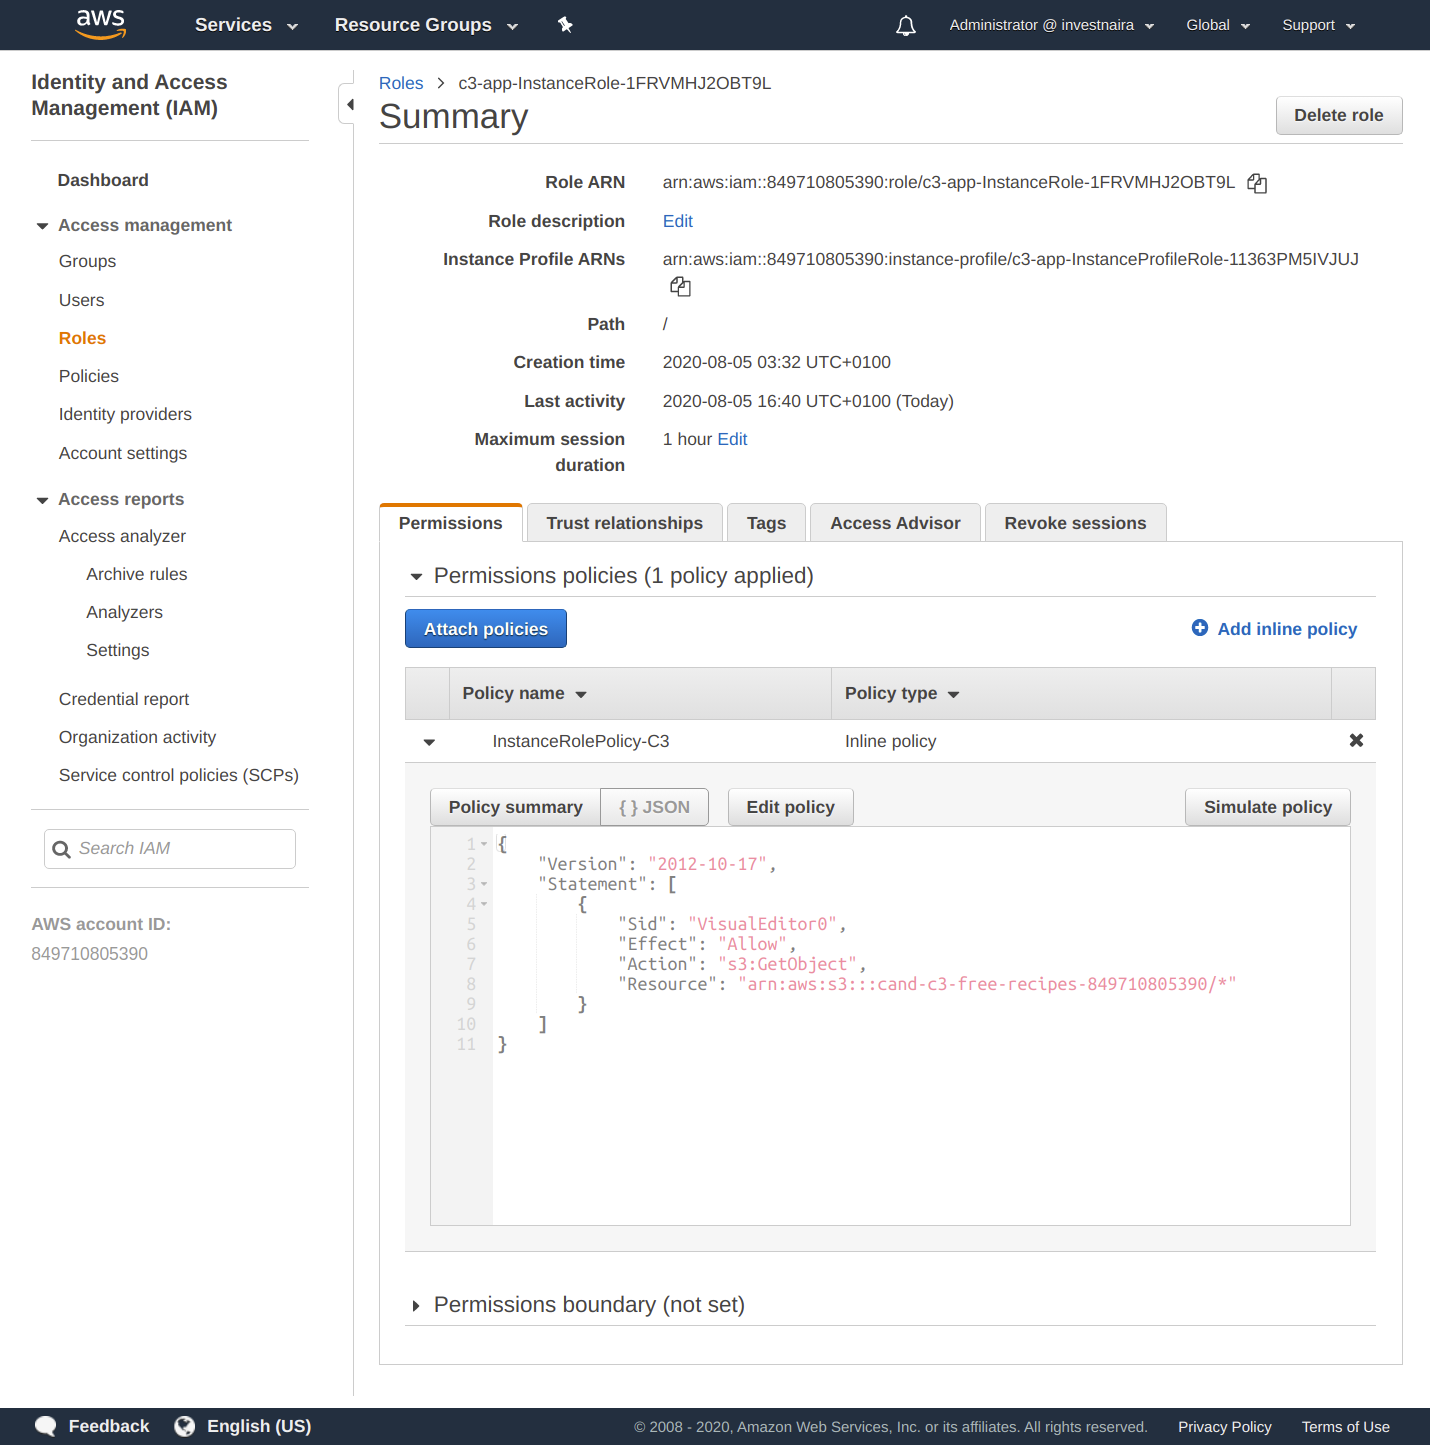 aws Services Resource Groups Administrator @ investnaira Global Support
Identity and Access
Management (IAM)
Dashboard
Access management
Groups
Users
Roles
Policies
Identity providers
Account settings
Access reports
Access analyzer
Archive rules
Analyzers
Settings
Credential report
Organization activity
Service control policies (SCPs)
Search IAM
AWS account ID:
849710805390
Roles > c3-app-InstanceRole-1FRVMHJ2OBT9L
Summary
Delete role
Role ARN arn:aws:iam::849710805390:role/c3-app-InstanceRole-1FRVMHJ2OBT9L
Role description Edit
Instance Profile ARNs arn:aws:iam::849710805390:instance-profile/c3-app-InstanceProfileRole-11363PM5IVJUJ
Path /
Creation time 2020-08-05 03:32 UTC+0100
Last activity 2020-08-05 16:40 UTC+0100 (Today)
Maximum session 1 hour Edit
duration
Permissions Trust relationships Tags Access Advisor Revoke sessions
Permissions policies (1 policy applied)
Attach policies Add inline policy
Policy name Policy type
InstanceRolePolicy-C3 Inline policy
Policy summary { } JSON Edit policy Simulate policy
1 {
2 "Version": "2012-10-17",
3 "Statement": [
4 {
5 "Sid": "VisualEditor0",
6 "Effect": "Allow",
7 "Action": "s3:GetObject",
8 "Resource": "arn:aws:s3:::cand-c3-free-recipes-849710805390/*"
9 }
10 ]
11 }
Permissions boundary (not set)
Feedback English (US) © 2008 - 2020, Amazon Web Services, Inc. or its affiliates. All rights reserved. Privacy Policy Terms of Use